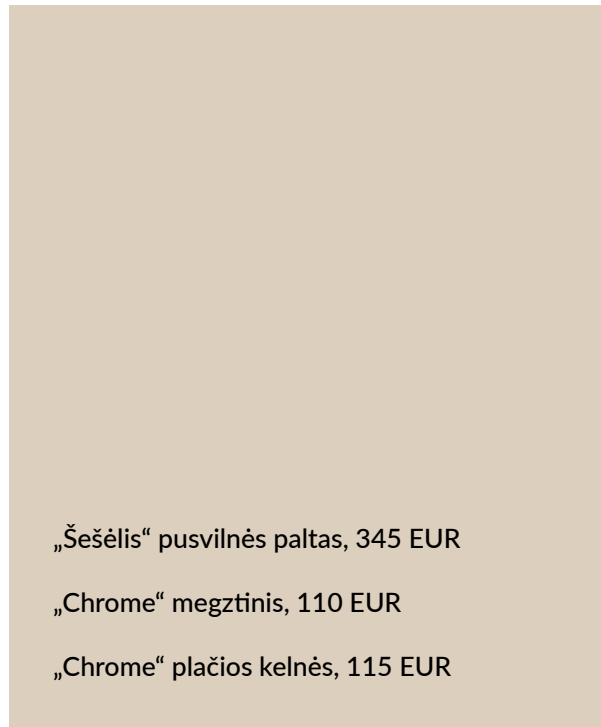 „Šešėlis“ pusvilnės paltas, 345 EUR
„Chrome“ megztinis, 110 EUR
„Chrome“ plačios kelnės, 115 EUR